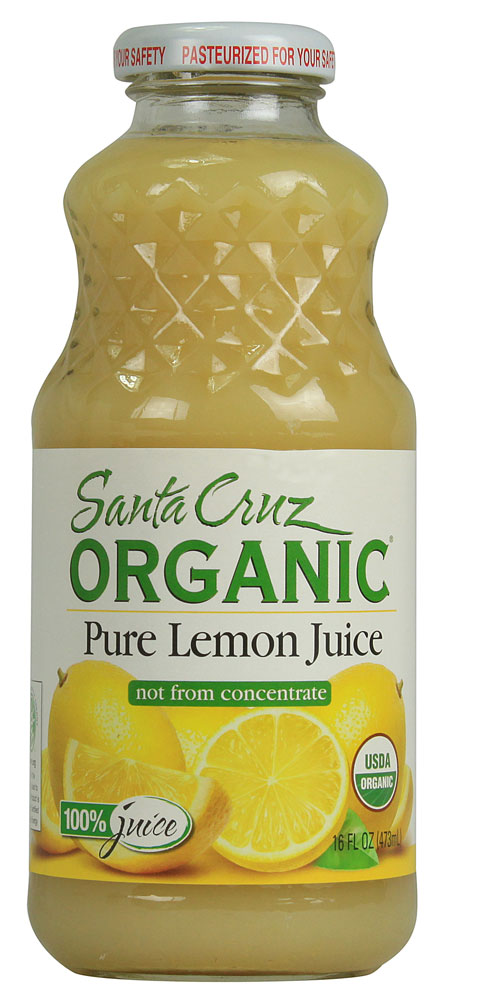 YOUR SAFETY PASTEURIZED FOR YOUR SAFE
Santa Cruz
ORGANIC®
Pure Lemon Juice
not from concentrate
USDA
ORGANIC
100% juice
16 FL OZ (473mL)